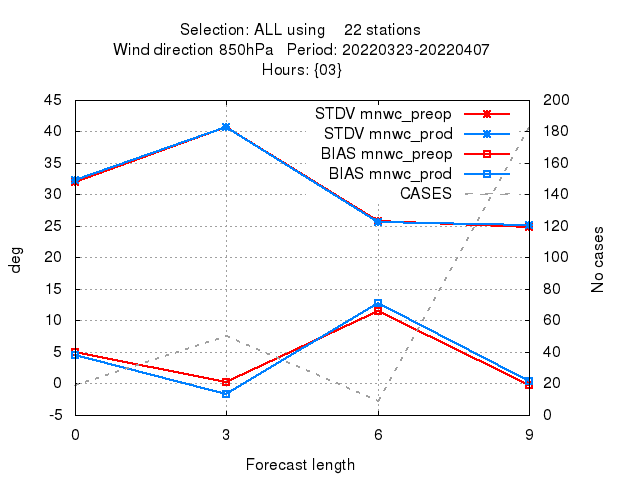 Selection: ALL using    22 stations
Wind direction 850hPa   Period: 20220323-20220407
Hours: {03}
45
40
35
30
25
20
15
10
5
0
-5
deg
200
180
160
140
120
100
80
60
40
20
0
No cases
STDV mnwc_preop
STDV mnwc_prod
BIAS mnwc_preop
BIAS mnwc_prod
CASES
0 3 6 9
Forecast length